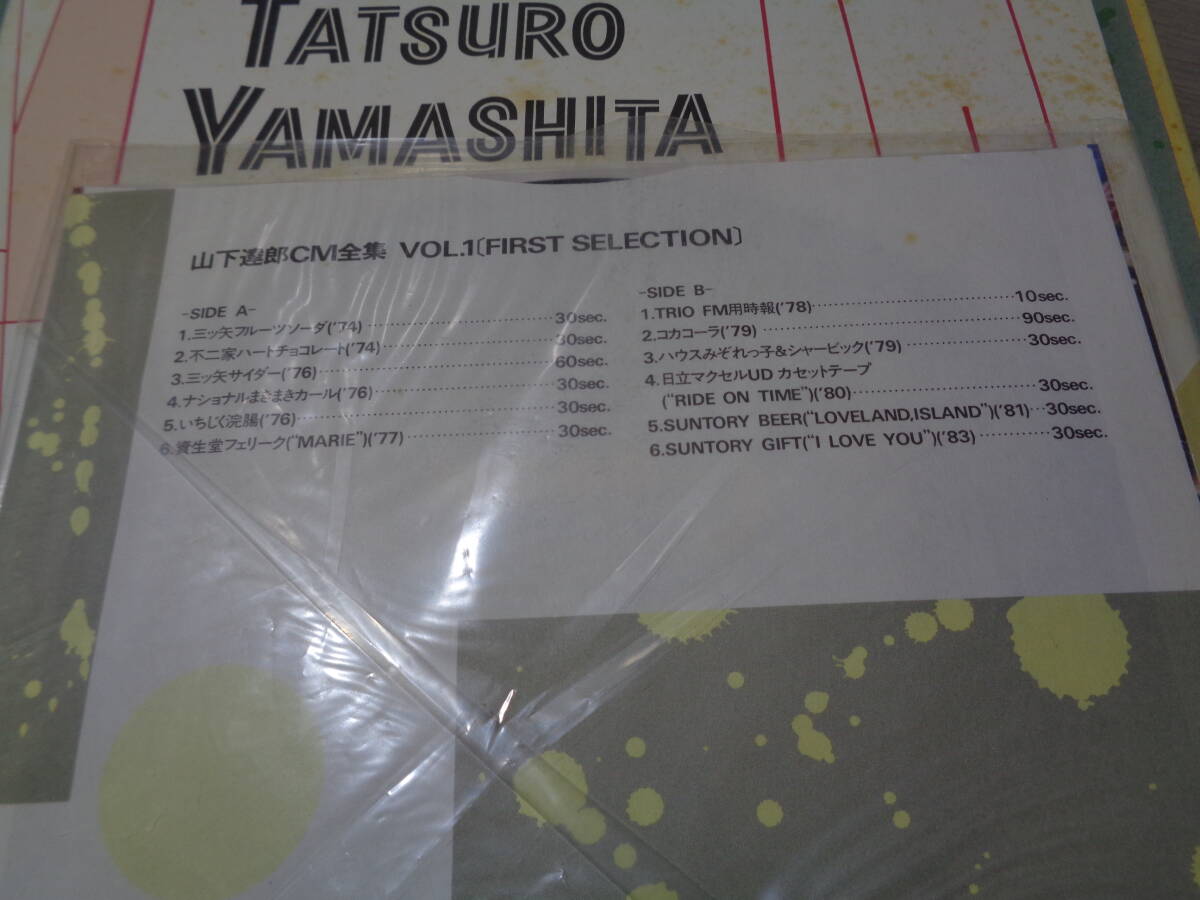 TATSURO
YAMASHITA
山下達郎CM全集 VOL.1〔FIRST SELECTION〕
-SIDE A-
1.三ッ矢フルーツソーダ('74)……………………30sec.
2.不二家ハートチョコレート('74)…………………30sec.
3.三ッ矢サイダー('76)……………………………60sec.
4.ナショナルまきまきカール('76)…………………30sec.
5.いちじく浣腸('76)………………………………30sec.
6.資生堂フェリーク("MARIE")('77)………………30sec.
-SIDE B-
1.TRIO FM用時報('78)……………………………10sec.
2.コカコーラ('79)…………………………………90sec.
3.ハウスみぞれっ子&シャービック('79)……………30sec.
4.日立マクセルUD カセットテープ
("RIDE ON TIME")('80)…………………………30sec.
5.SUNTORY BEER("LOVELAND,ISLAND")('81)…30sec.
6.SUNTORY GIFT("I LOVE YOU")('83)…………30sec.